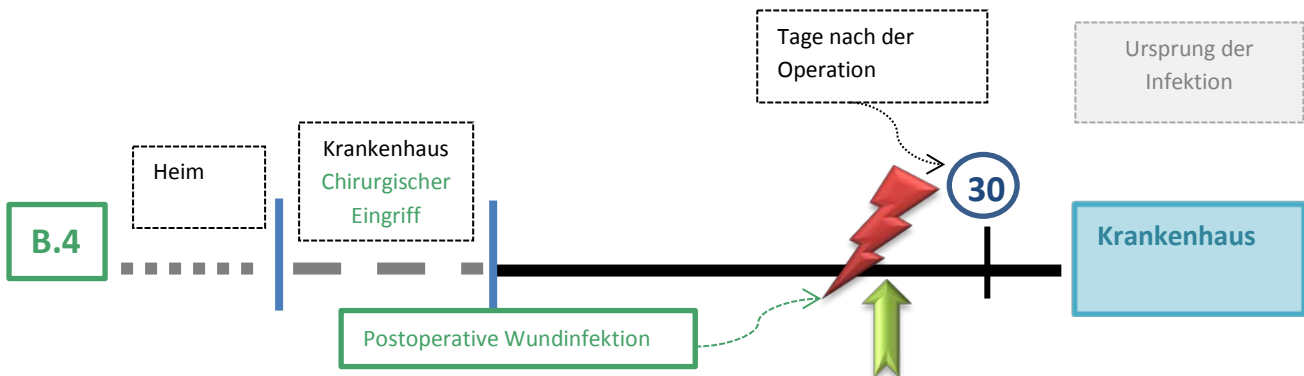 Tage nach der
Operation
Ursprung der
Infektion
Heim
Krankenhaus
Chirurgischer
Eingriff
30
B.4
Krankenhaus
Postoperative Wundinfektion